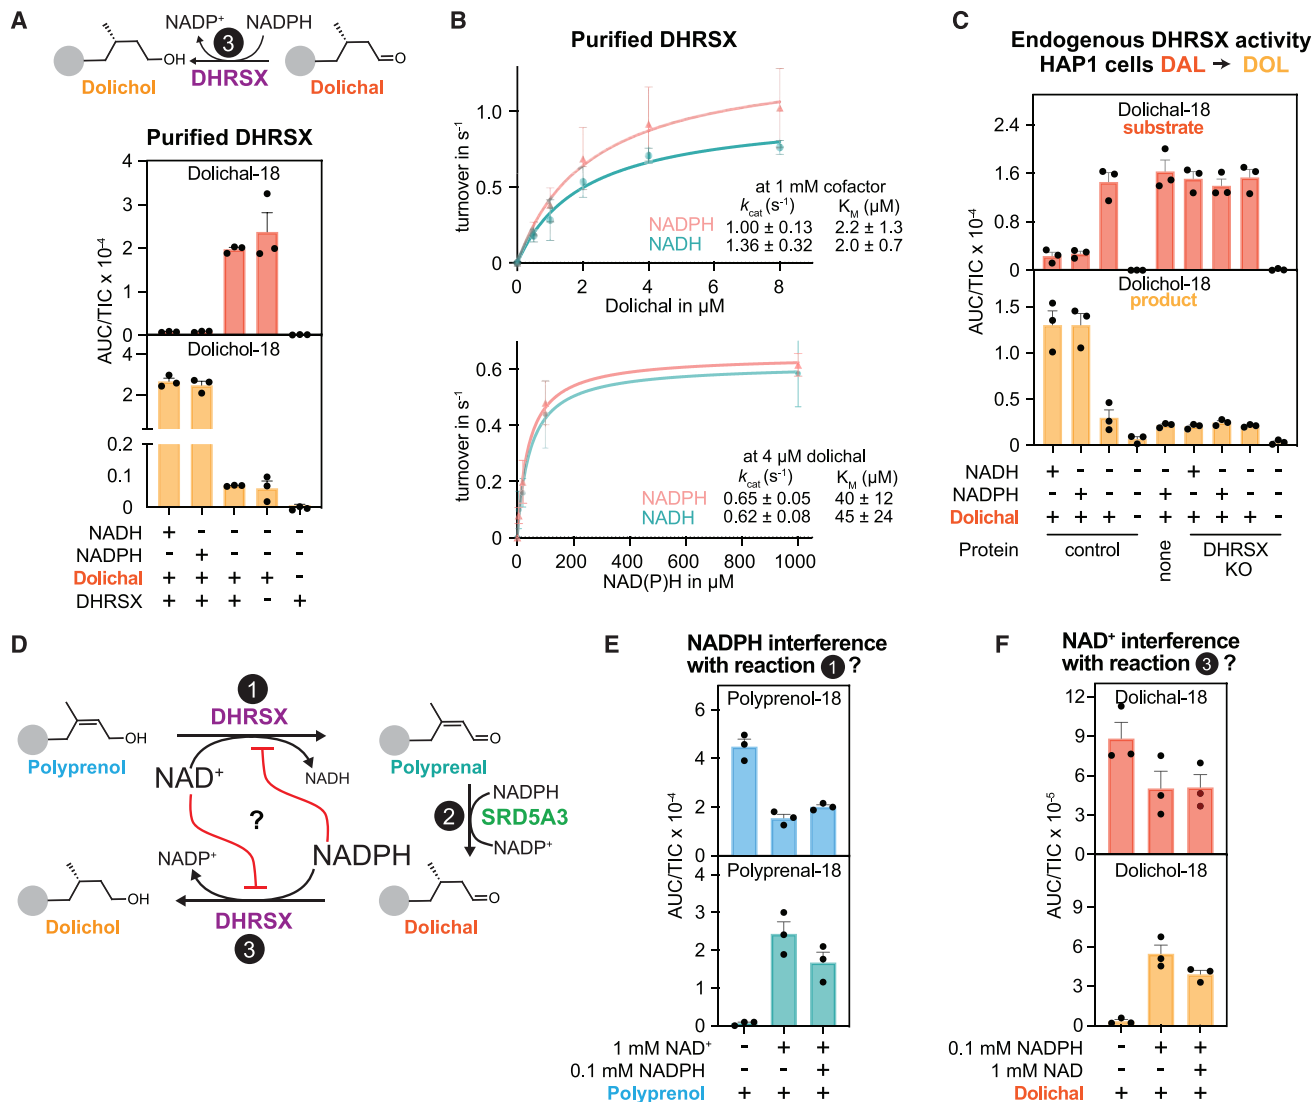 A
NADP⁺ NADPH
3
DHRSX
OH
O
Dolichol
Dolichal
Purified DHRSX
Dolichal-18
4
3
2
1
0
AUC/TIC x 10⁻⁴
Dolichol-18
4
2
0.2
0.1
0
NADH + - - - -
NADPH - + - - -
Dolichal + + + + -
DHRSX + + + - +
B
Purified DHRSX
turnover in s⁻¹
1.0
0.5
0
at 1 mM cofactor
k_cat (s⁻¹) K_M (µM)
NADPH 1.00 ± 0.13 2.2 ± 1.3
NADH 1.36 ± 0.32 2.0 ± 0.7
0 2 4 6 8
Dolichal in µM
turnover in s⁻¹
0.6
0.4
0.2
0
at 4 µM dolichal
k_cat (s⁻¹) K_M (µM)
NADPH 0.65 ± 0.05 40 ± 12
NADH 0.62 ± 0.08 45 ± 24
0 200 400 600 800 1000
NAD(P)H in µM
C
Endogenous DHRSX activity
HAP1 cells DAL → DOL
Dolichal-18
substrate
2.4
1.6
0.8
0
AUC/TIC x 10⁻⁴
Dolichol-18
product
1.5
1.0
0.5
0
NADH + - - - - + - - -
NADPH - + - - + - + - -
Dolichal + + + - + + + + -
Protein control none DHRSX
KO
D
1
DHRSX
OH
O
Polyprenol
Polyprenal
NAD⁺
NADH
NADPH
2
SRD5A3
NADP⁺
?
NADP⁺
NADPH
OH
O
Dolichol
Dolichal
DHRSX
3
E
NADPH interference
with reaction 1 ?
Polyprenol-18
6
4
2
0
AUC/TIC x 10⁻⁴
Polyprenal-18
4
3
2
1
0
1 mM NAD⁺ - + +
0.1 mM NADPH - - +
Polyprenol + + +
F
NAD⁺ interference
with reaction 3 ?
Dolichal-18
12
9
6
3
0
AUC/TIC x 10⁻⁵
Dolichol-18
9
6
3
0
0.1 mM NADPH - + +
1 mM NAD - - +
Dolichal + + +